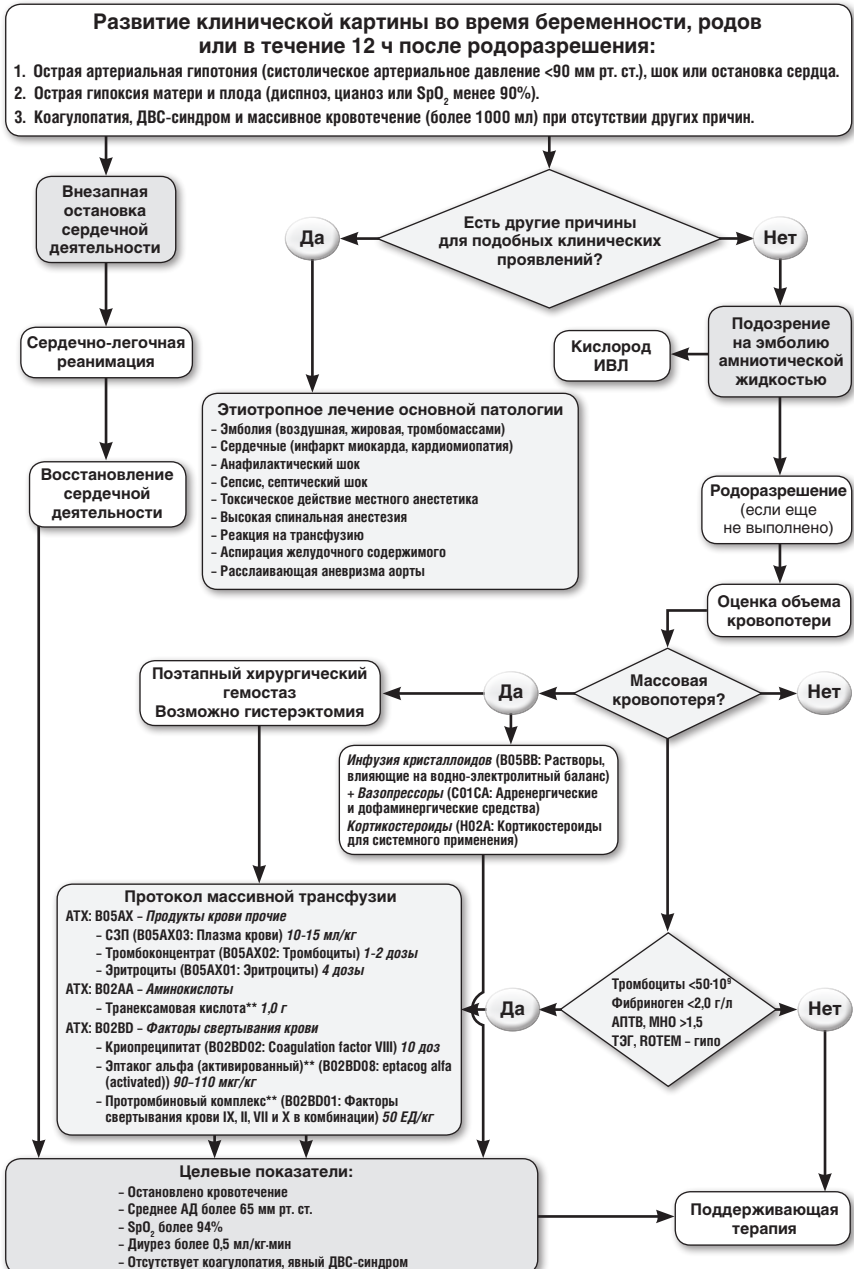 Развитие клинической картины во время беременности, родов
или в течение 12 ч после родоразрешения:
1. Острая артериальная гипотония (систолическое артериальное давление <90 мм рт. ст.), шок или остановка сердца.
2. Острая гипоксия матери и плода (диспноэ, цианоз или SpO₂ менее 90%).
3. Коагулопатия, ДВС-синдром и массивное кровотечение (более 1000 мл) при отсутствии других причин.
Внезапная
остановка
сердечной
деятельности
Есть другие причины
для подобных клинических
проявлений?
Да
Нет
Сердечно-легочная
реанимация
Кислород
ИВЛ
Подозрение
на эмболию
амниотической
жидкостью
Этиотропное лечение основной патологии
– Эмболия (воздушная, жировая, тромбомассами)
– Сердечные (инфаркт миокарда, кардиомиопатия)
– Анафилактический шок
– Сепсис, септический шок
– Токсическое действие местного анестетика
– Высокая спинальная анестезия
– Реакция на трансфузию
– Аспирация желудочного содержимого
– Расслаивающая аневризма аорты
Восстановление
сердечной
деятельности
Родоразрешение
(если еще
не выполнено)
Оценка объема
кровопотери
Поэтапный хирургический
гемостаз
Возможно гистерэктомия
Да
Массовая
кровопотеря?
Нет
Инфузия кристаллоидов (B05BB: Растворы,
влияющие на водно-электролитный баланс)
+ Вазопрессоры (C01CA: Адренергические
и дофаминергические средства)
Кортикостероиды (H02A: Кортикостероиды
для системного применения)
Протокол массивной трансфузии
АТХ: B05AX – Продукты крови прочие
– СЗП (B05AX03: Плазма крови) 10-15 мл/кг
– Тромбоконцентрат (B05AX02: Тромбоциты) 1-2 дозы
– Эритроциты (B05AX01: Эритроциты) 4 дозы
АТХ: B02AA – Аминокислоты
– Транексамовая кислота** 1,0 г
АТХ: B02BD – Факторы свертывания крови
– Криопреципитат (B02BD02: Coagulation factor VIII) 10 доз
– Эптаког альфа (активированный)** (B02BD08: eptacog alfa
(activated)) 90-110 мкг/кг
– Протромбиновый комплекс** (B02BD01: Факторы
свертывания крови IX, II, VII и X в комбинации) 50 ЕД/кг
Да
Тромбоциты <50·10⁹
Фибриноген <2,0 г/л
АПТВ, МНО >1,5
ТЭГ, ROTEM – гипо
Нет
Целевые показатели:
– Остановлено кровотечение
– Среднее АД более 65 мм рт. ст.
– SpO₂ более 94%
– Диурез более 0,5 мл/кг·мин
– Отсутствует коагулопатия, явный ДВС-синдром
Поддерживающая
терапия